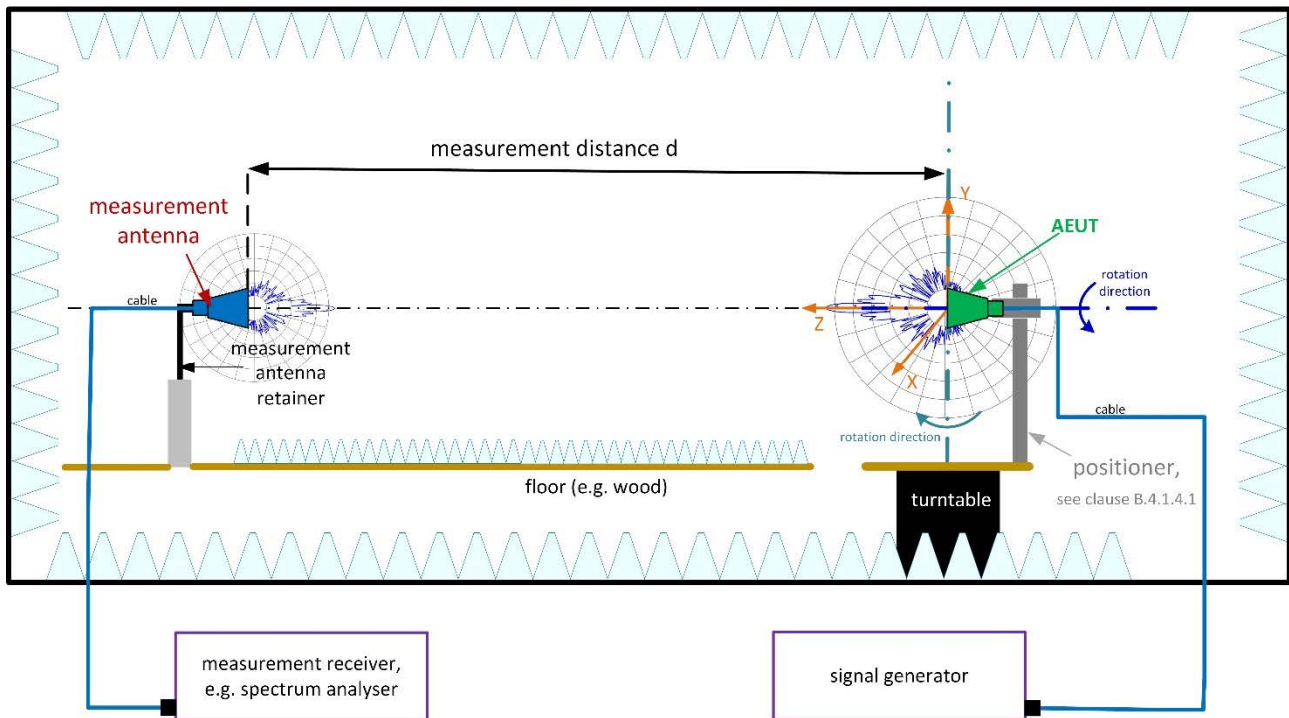 measurement distance d
measurement
antenna
Y
AEUT
cable
rotation
direction
Z
X
measurement
antenna
retainer
cable
rotation direction
floor (e.g. wood)
turntable
positioner,
see clause B.4.1.4.1
measurement receiver,
e.g. spectrum analyser
signal generator